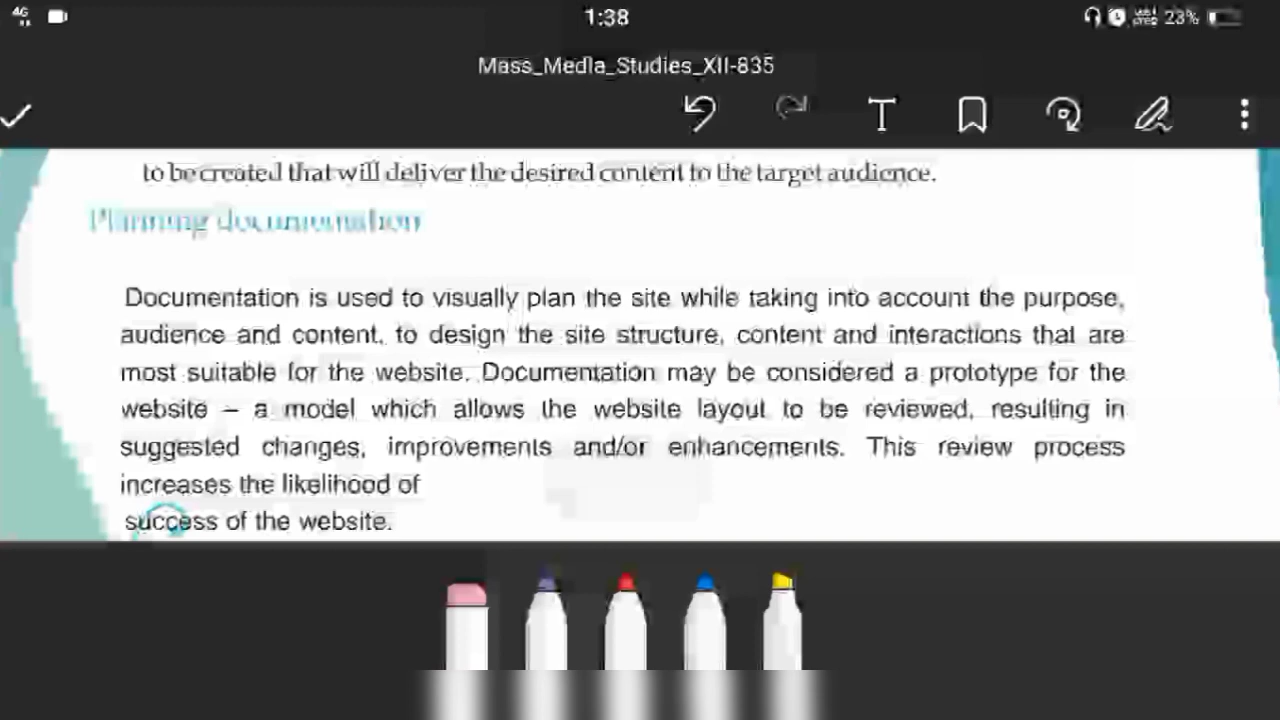 4G
1:38
23%
Mass_Media_Studies_XII-835
T
to be created that will deliver the desired content to the target audience.
Planning documentation
Documentation is used to visually plan the site while taking into account the purpose,
audience and content, to design the site structure, content and interactions that are
most suitable for the website. Documentation may be considered a prototype for the
website – a model which allows the website layout to be reviewed, resulting in
suggested changes, improvements and/or enhancements. This review process
increases the likelihood of
success of the website.